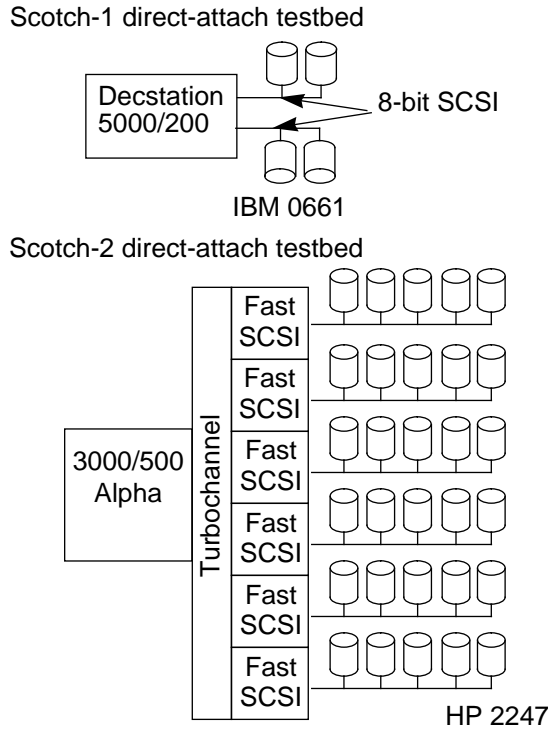 Scotch-1 direct-attach testbed
Decstation
5000/200
8-bit SCSI
IBM 0661
Scotch-2 direct-attach testbed
3000/500
Alpha
Turbochannel
Fast
SCSI
Fast
SCSI
Fast
SCSI
Fast
SCSI
Fast
SCSI
Fast
SCSI
HP 2247